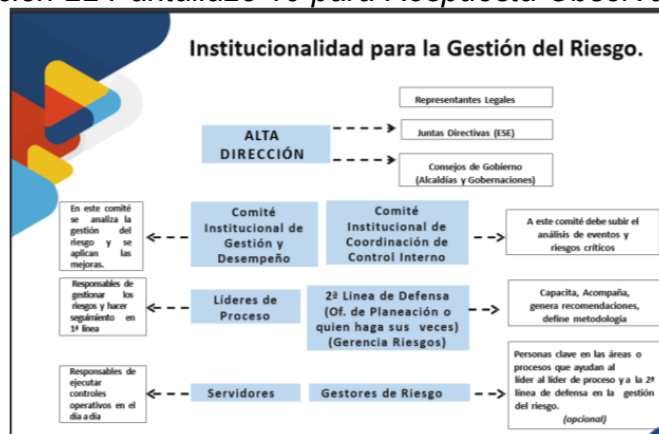 Institucionalidad para la Gestión del Riesgo.
Representantes Legales
ALTA
DIRECCIÓN
Juntas Directivas (ESE)
Consejos de Gobierno
(Alcaldías y Gobernaciones)
En este comité
se analiza la
gestión del
riesgo y se
aplican las
mejoras.
Comité
Institucional de
Gestión y
Desempeño
Comité
Institucional de
Coordinación de
Control Interno
A este comité debe subir el
análisis de eventos y
riesgos críticos
Responsables de
gestionar los
riesgos y hacer
seguimiento en
1ª línea
Líderes de
Proceso
2ª Linea de Defensa
(Of. de Planeación o
quien haga sus veces)
(Gerencia Riesgos)
Capacita, Acompaña,
genera recomendaciones,
define metodología
Responsables de
ejecutar
controles
operativos en el
día a día
Servidores
Gestores de Riesgo
Personas clave en las áreas o
procesos que ayudan al
líder al líder de proceso y a la 2ª
línea de defensa en la gestión
del riesgo.
(opcional)